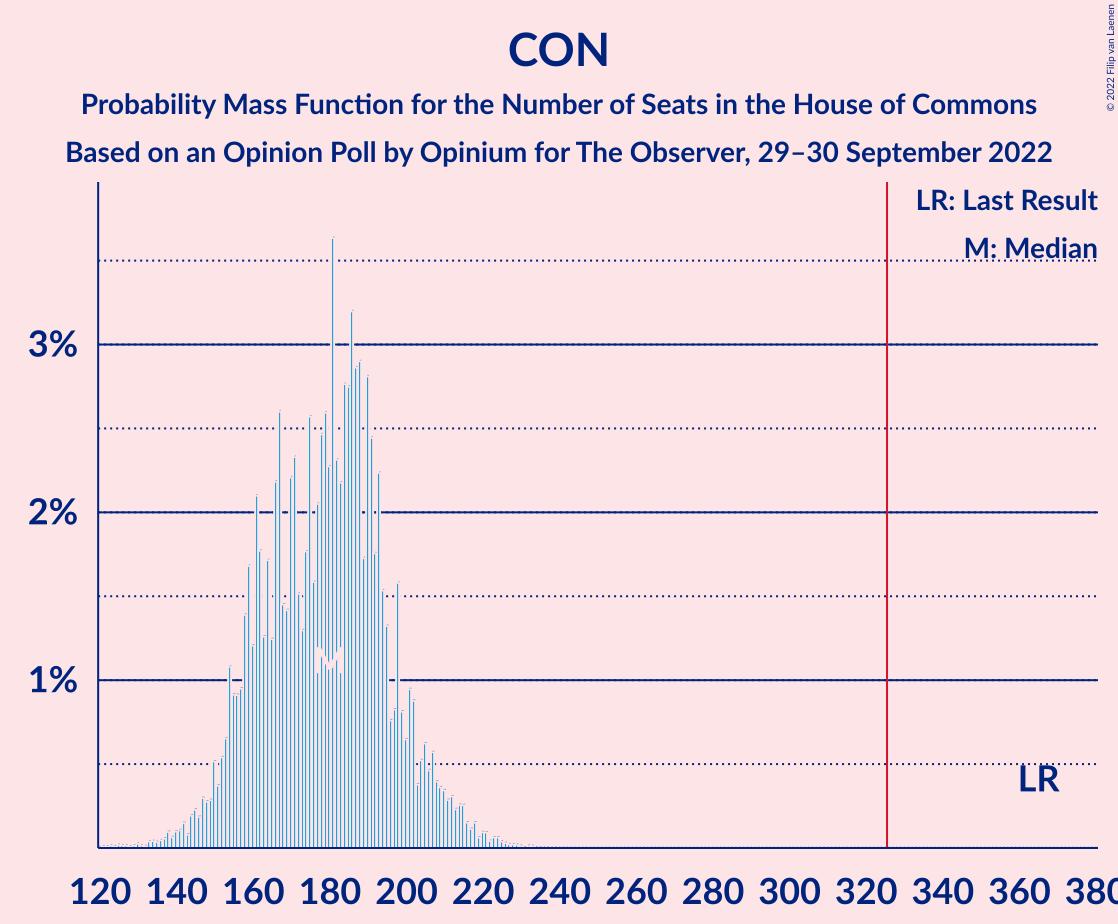 CON
Probability Mass Function for the Number of Seats in the House of Commons
Based on an Opinion Poll by Opinium for The Observer, 29–30 September 2022
© 2022 Filip van Laenen
LR: Last Result
M: Median
3%
2%
1%
M
LR
120 140 160 180 200 220 240 260 280 300 320 340 360 380